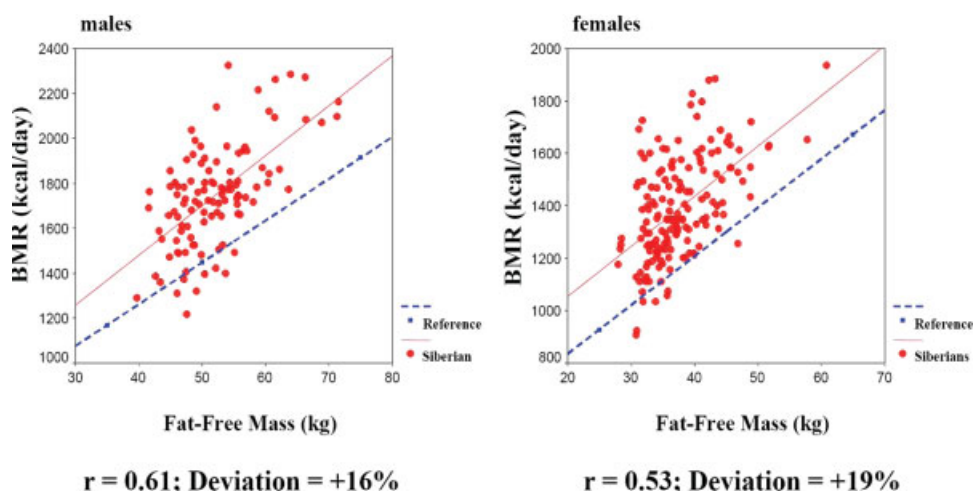 males
BMR (kcal/day)
2400
2200
2000
1800
1600
1400
1200
1000
30
40
50
60
70
80
Reference
Siberian
Fat-Free Mass (kg)
r = 0.61; Deviation = +16%
females
BMR (kcal/day)
2000
1800
1600
1400
1200
1000
800
20
30
40
50
60
70
Reference
Siberians
Fat-Free Mass (kg)
r = 0.53; Deviation = +19%